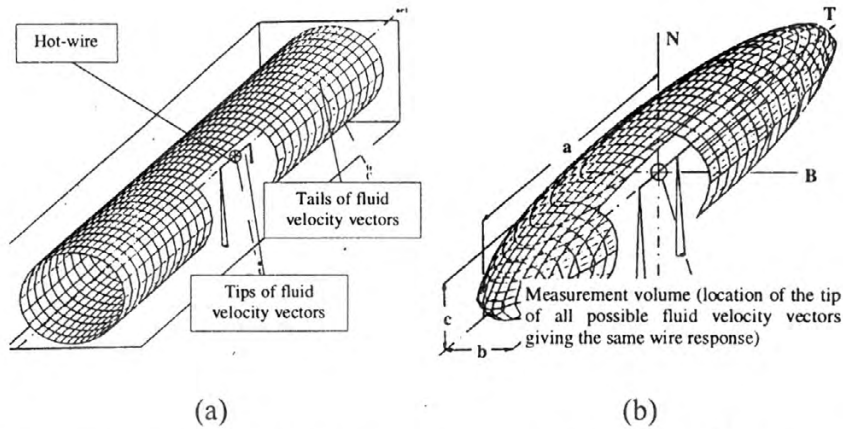 Hot-wire
Tails of fluid
velocity vectors
Tips of fluid
velocity vectors
(a)
N
T
a
B
c
b
Measurement volume (location of the tip
of all possible fluid velocity vectors
giving the same wire response)
(b)